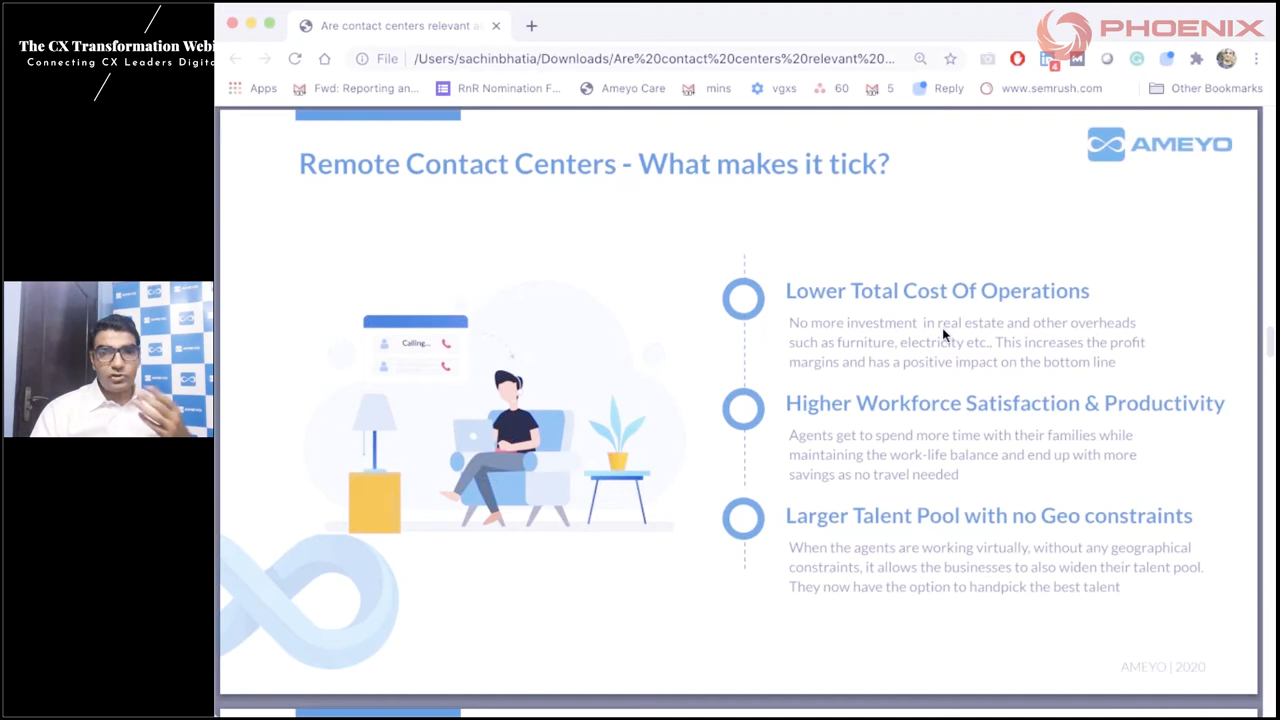 The CX Transformation Webi
Connecting CX Leaders Digita
Are contact centers relevant a
PHOENIX
File
/Users/sachinbhatia/Downloads/Are%20contact%20centers%20relevant%20...
4
Apps
Fwd: Reporting an...
RnR Nomination F...
Ameyo Care
mins
vgxs
60
5
Reply
www.semrush.com
Other Bookmarks
AMEYO
Remote Contact Centers - What makes it tick?
Calling...
Lower Total Cost Of Operations
No more investment in real estate and other overheads
such as furniture, electricity etc.. This increases the profit
margins and has a positive impact on the bottom line
Higher Workforce Satisfaction & Productivity
Agents get to spend more time with their families while
maintaining the work-life balance and end up with more
savings as no travel needed
Larger Talent Pool with no Geo constraints
When the agents are working virtually, without any geographical
constraints, it allows the businesses to also widen their talent pool.
They now have the option to handpick the best talent
AMEYO | 2020